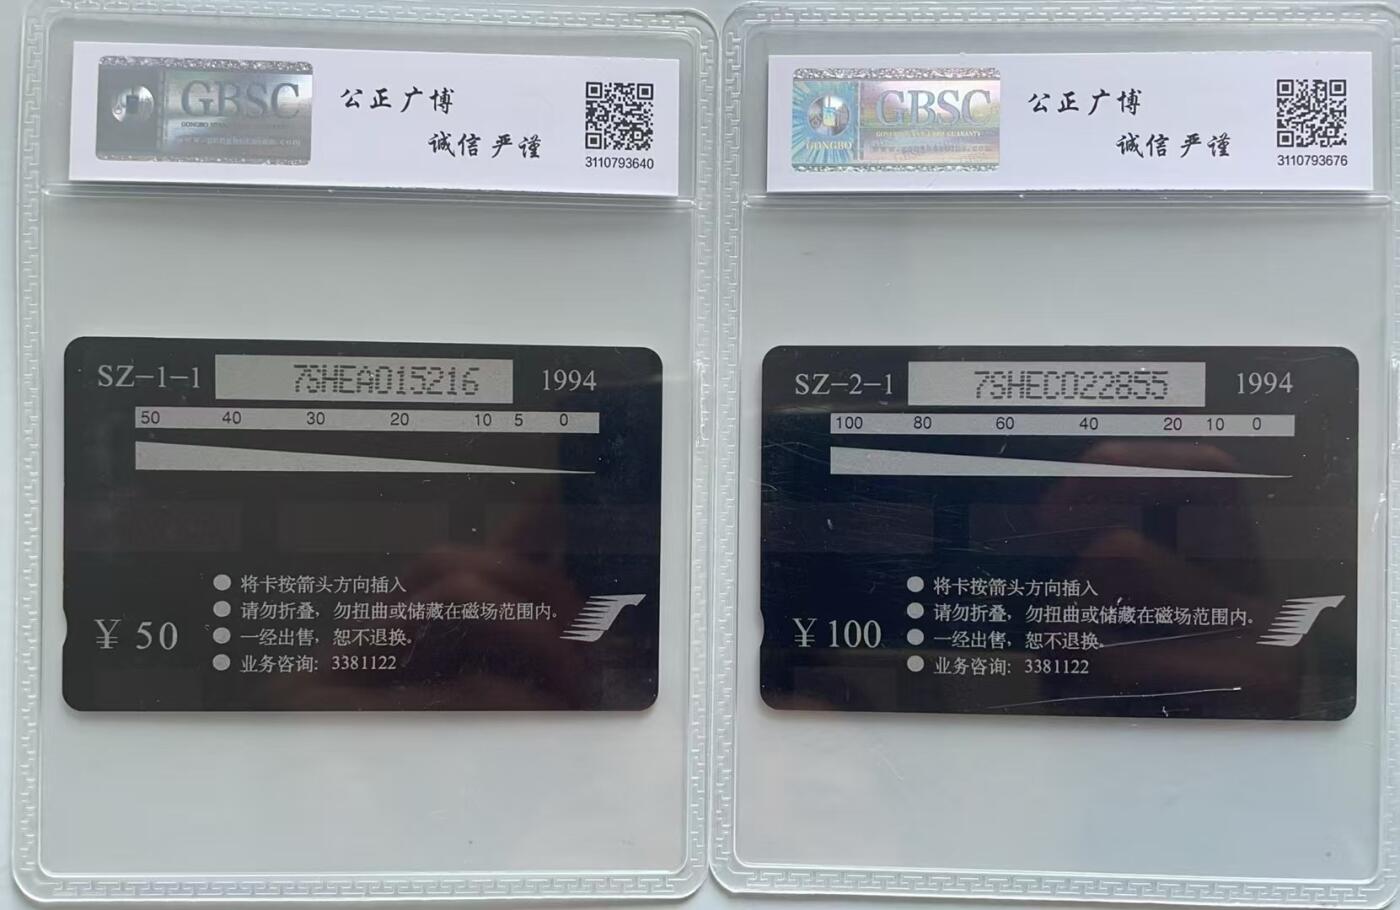 GBSC
公正广博
诚信严谨
3110793640
SZ-1-1
7SHEA015216
1994
50 40 30 20 10 5 0
¥ 50
● 将卡按箭头方向插入
● 请勿折叠，勿扭曲或储藏在磁场范围内。
● 一经出售，恕不退换。
● 业务咨询: 3381122
GBSC
GONGBO
公正广博
诚信严谨
3110793676
SZ-2-1
7SHEC022855
1994
100 80 60 40 20 10 0
¥ 100
● 将卡按箭头方向插入
● 请勿折叠，勿扭曲或储藏在磁场范围内。
● 一经出售，恕不退换。
● 业务咨询: 3381122